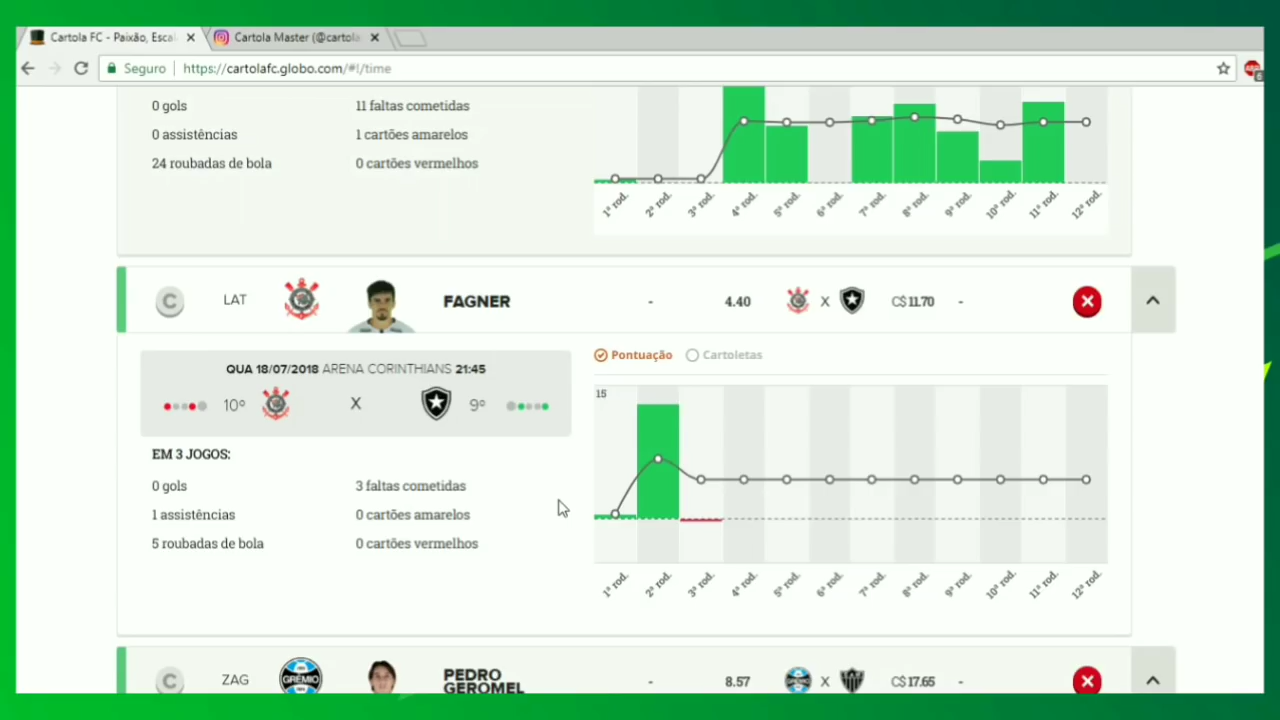 Cartola FC - Paixão, Esca
Cartola Master (@cartola
Seguro
https://cartolafc.globo.com/#!/time
0 gols
11 faltas cometidas
0 assistências
1 cartões amarelos
24 roubadas de bola
0 cartões vermelhos
1ª rod.
2ª rod.
3ª rod.
4ª rod.
5ª rod.
6ª rod.
7ª rod.
8ª rod.
9ª rod.
10ª rod.
11ª rod.
12ª rod.
C LAT FAGNER - 4.40 X C$ 11.70 -
QUA 18/07/2018 ARENA CORINTHIANS 21:45
10º X 9º
EM 3 JOGOS:
0 gols
3 faltas cometidas
1 assistências
0 cartões amarelos
5 roubadas de bola
0 cartões vermelhos
Pontuação
Cartoletas
15
1ª rod.
2ª rod.
3ª rod.
4ª rod.
5ª rod.
6ª rod.
7ª rod.
8ª rod.
9ª rod.
10ª rod.
11ª rod.
12ª rod.
C ZAG GRÊMIO PEDRO
GEROMEL - 8.57 X C$ 17.65 -